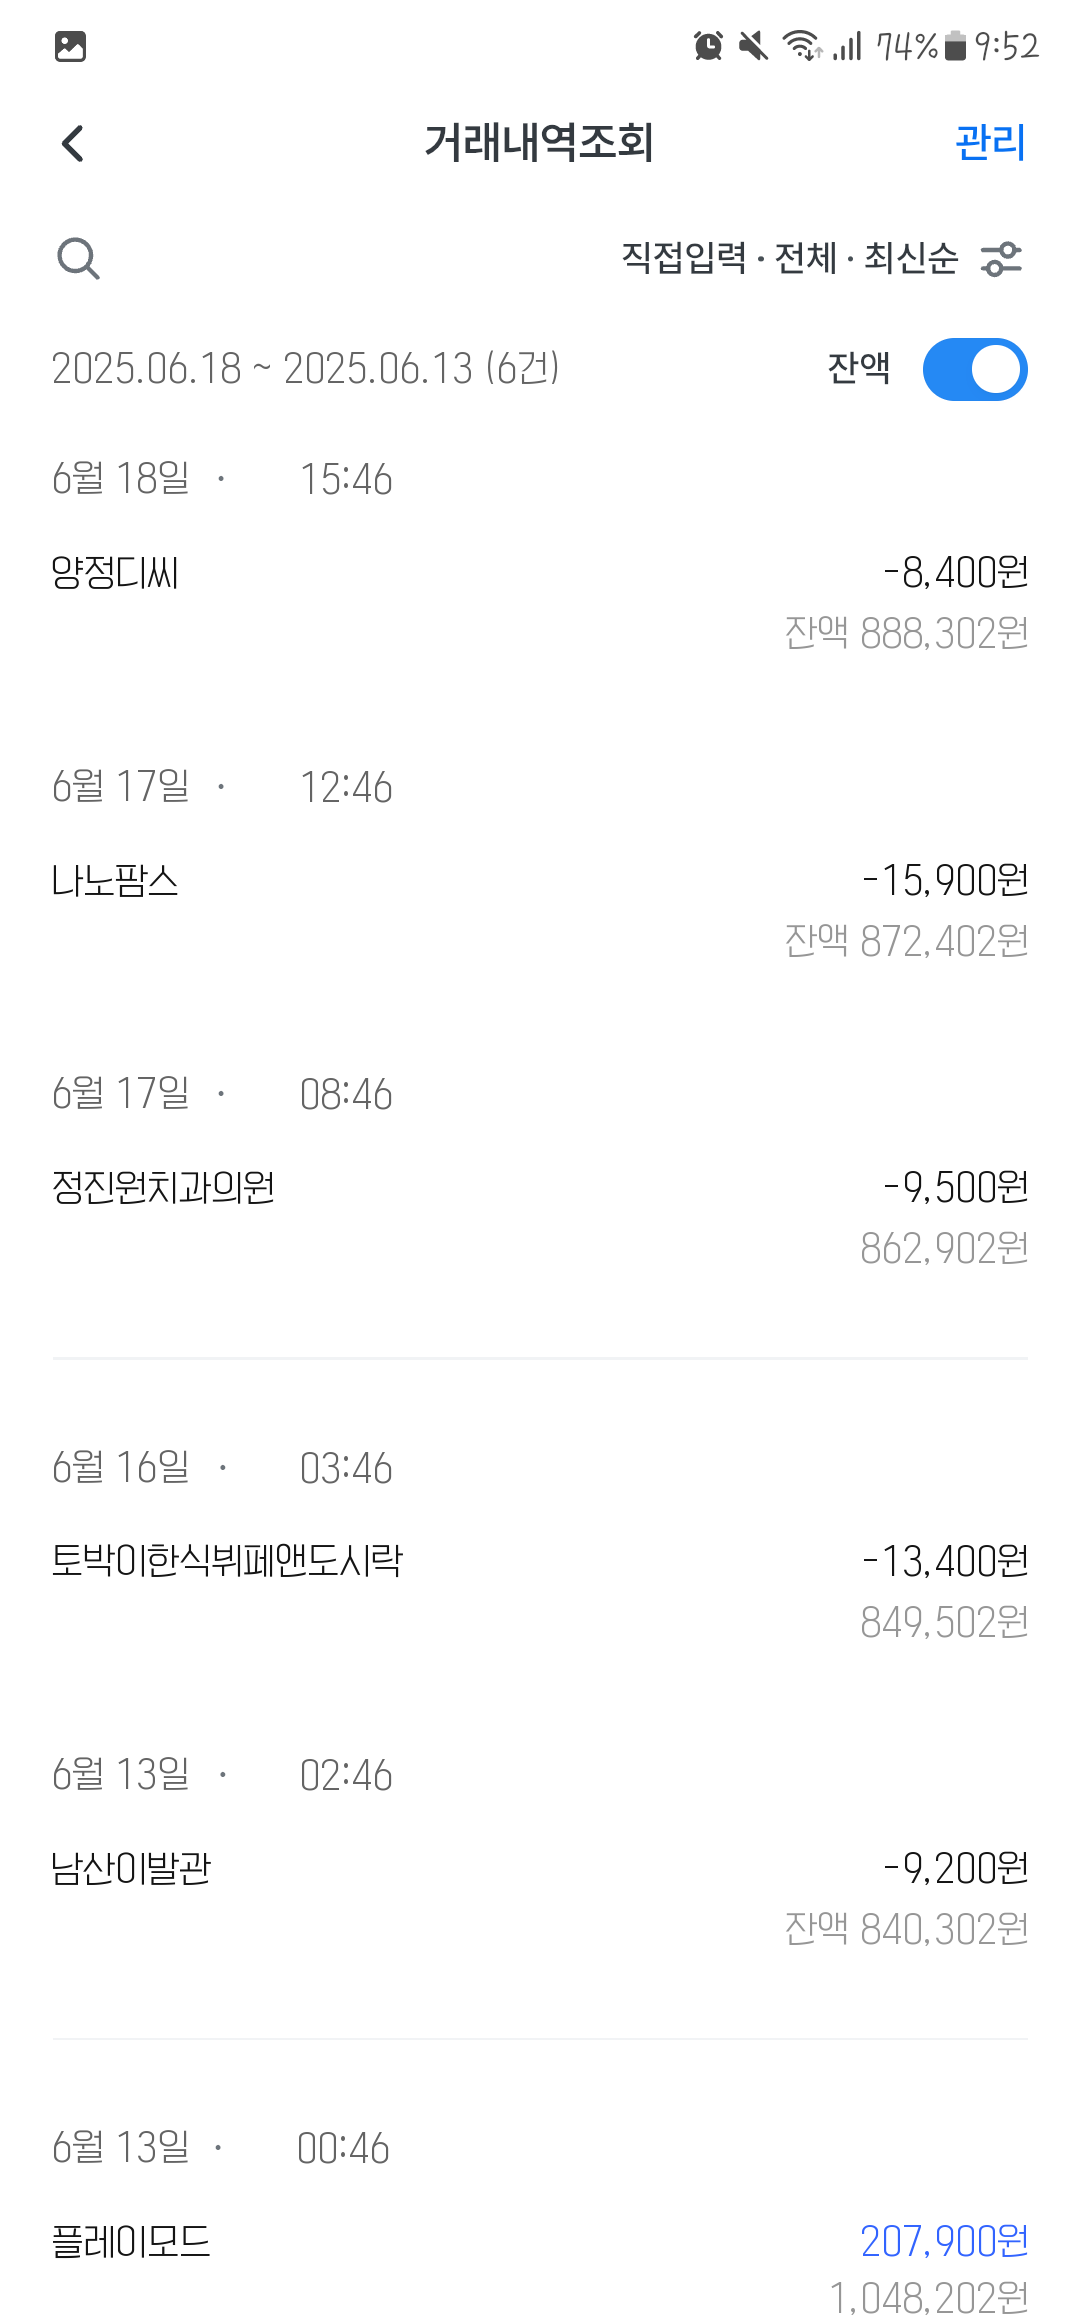 74% 9:52
거래내역조회 관리
직접입력 · 전체 · 최신순
2025.06.18 ~ 2025.06.13 (6건) 잔액
6월 18일 · 15:46
양정디씨 -8,400원
잔액 888,302원
6월 17일 · 12:46
나노팜스 -15,900원
잔액 872,402원
6월 17일 · 08:46
정진원치과의원 -9,500원
862,902원
6월 16일 · 03:46
토박이한식뷔페앤도시락 -13,400원
849,502원
6월 13일 · 02:46
남산이발관 -9,200원
잔액 840,302원
6월 13일 · 00:46
플레이모드 207,900원
1,048,202원